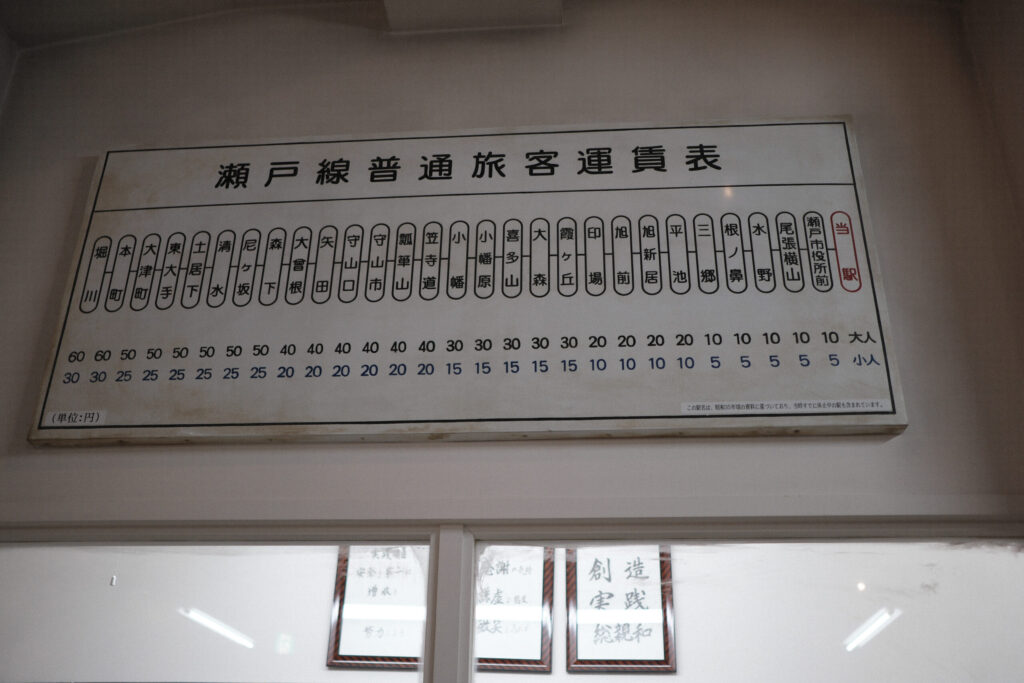 瀬戸線普通旅客運賃表
堀川 本町 大津町 東大手 土居下 清水 尼ヶ坂 森下 大曾根 矢田 守山口 守山市 瓢箪山 笠寺道 小幡 小幡原 喜多山 大森 霞ヶ丘 印場 旭前 旭新居 平池 三郷 根ノ鼻 水野 尾張横山 瀬戸市役所前 当駅
60 60 50 50 50 50 50 50 40 40 40 40 40 40 30 30 30 30 30 20 20 20 20 10 10 10 10 10 大人
30 30 25 25 25 25 25 25 20 20 20 20 20 20 15 15 15 15 15 10 10 10 10 5 5 5 5 5 小人
(単位:円)
創造
実践
総親和